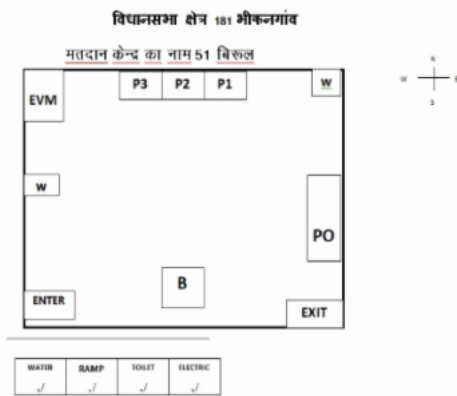 विधानसभा क्षेत्र 181 भीकनगांव
मतदान केन्द्र का नाम 51 बिरूल
EVM P3 P2 P1 W
N
W
S
W
PO
B
ENTER
EXIT
WATER RAMP TOILET ELECTRIC
✓ ✓ ✓ ✓